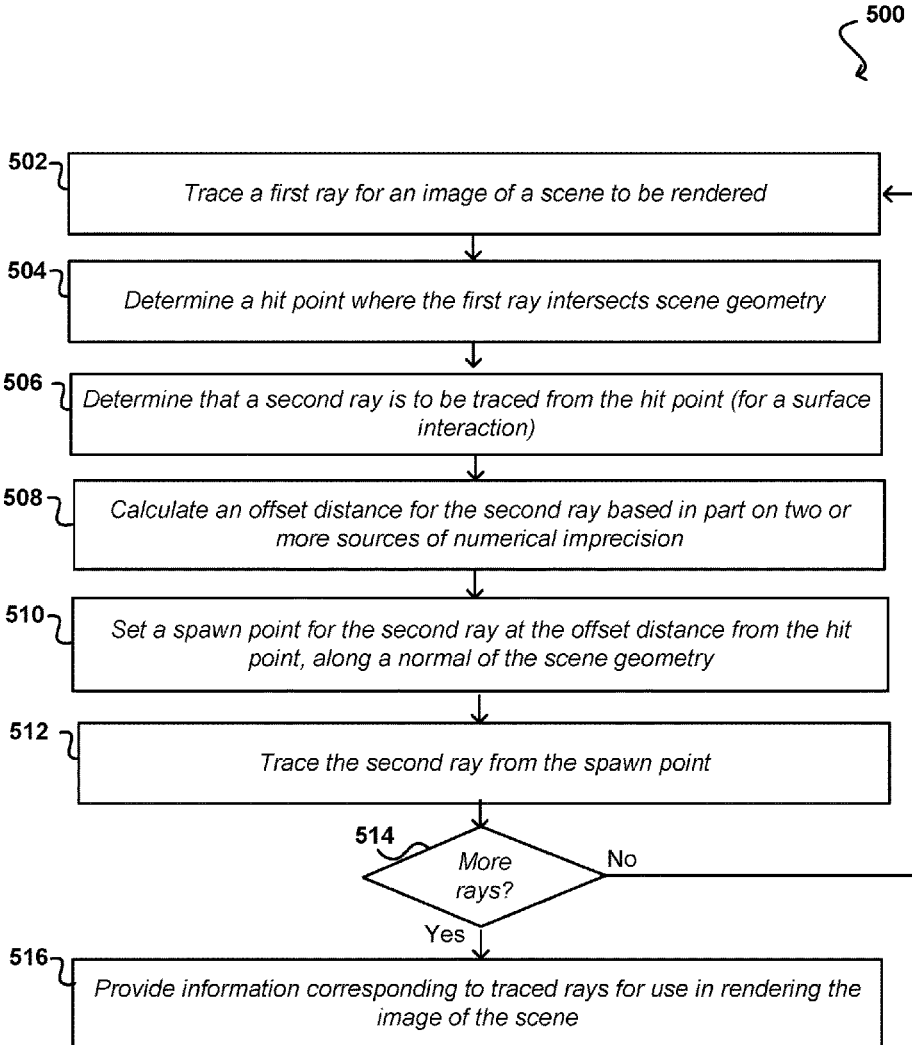 500
502
Trace a first ray for an image of a scene to be rendered
504
Determine a hit point where the first ray intersects scene geometry
506
Determine that a second ray is to be traced from the hit point (for a surface
interaction)
508
Calculate an offset distance for the second ray based in part on two or
more sources of numerical imprecision
510
Set a spawn point for the second ray at the offset distance from the hit
point, along a normal of the scene geometry
512
Trace the second ray from the spawn point
514
More
rays?
No
Yes
516
Provide information corresponding to traced rays for use in rendering the
image of the scene